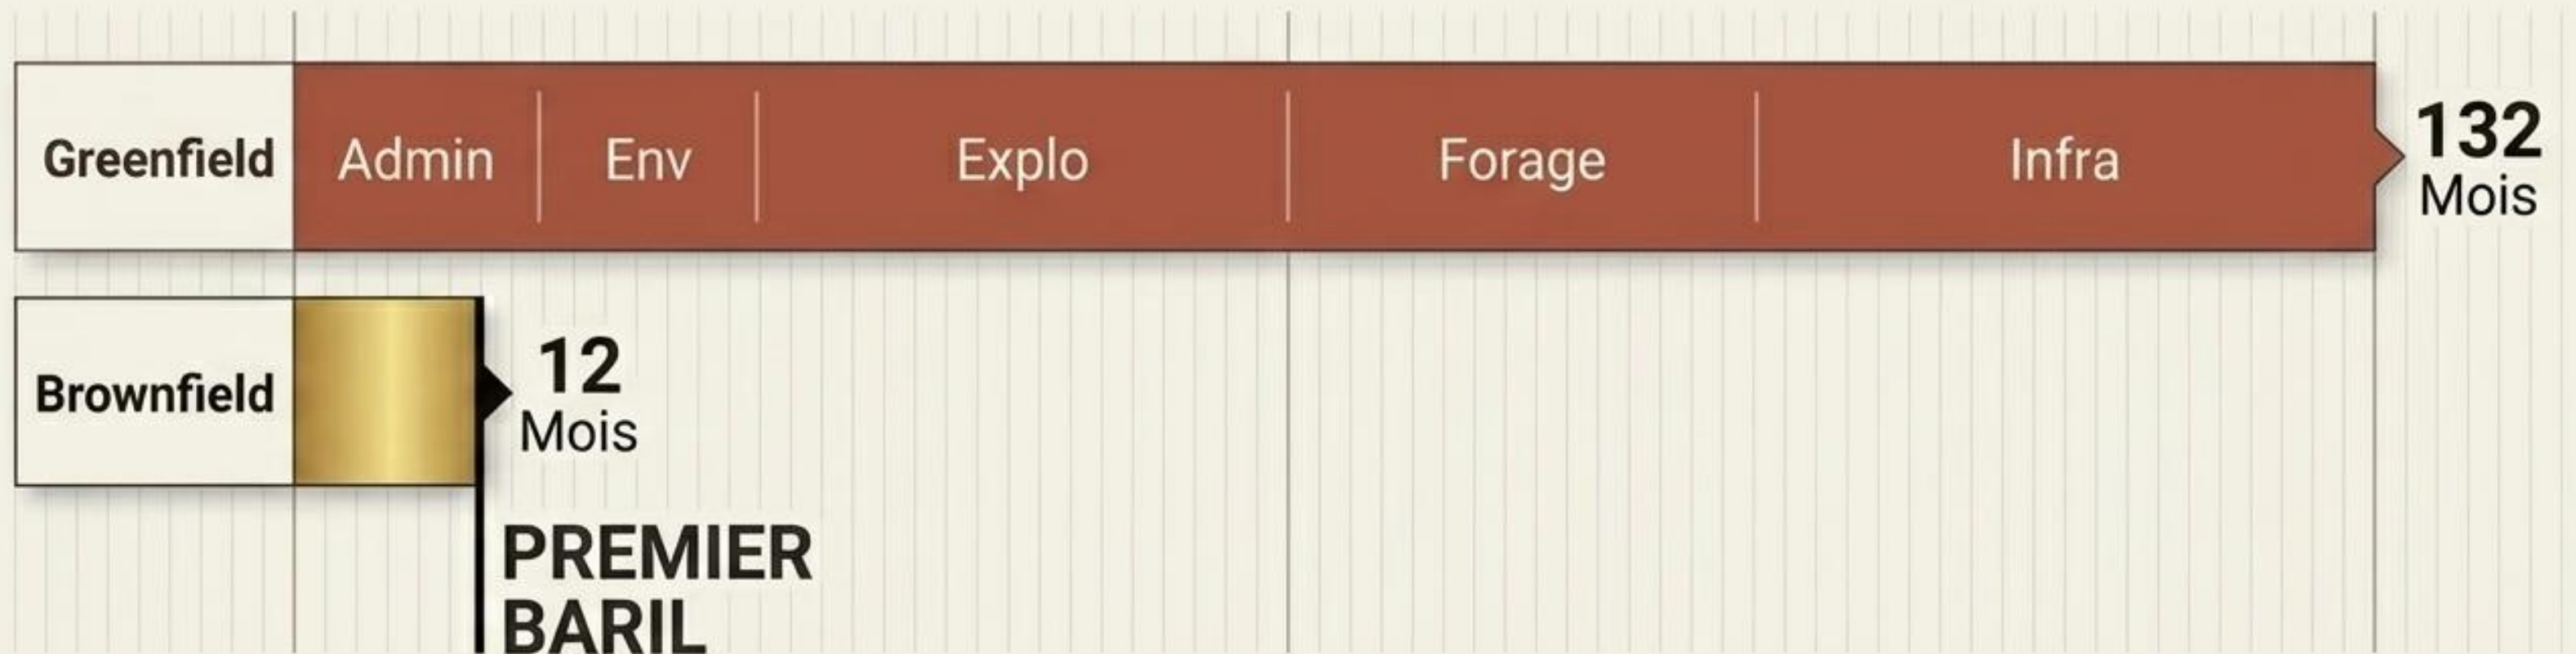 Greenfield Admin Env Explo Forage Infra 132
Mois
Brownfield 12
Mois
PREMIER
BARIL